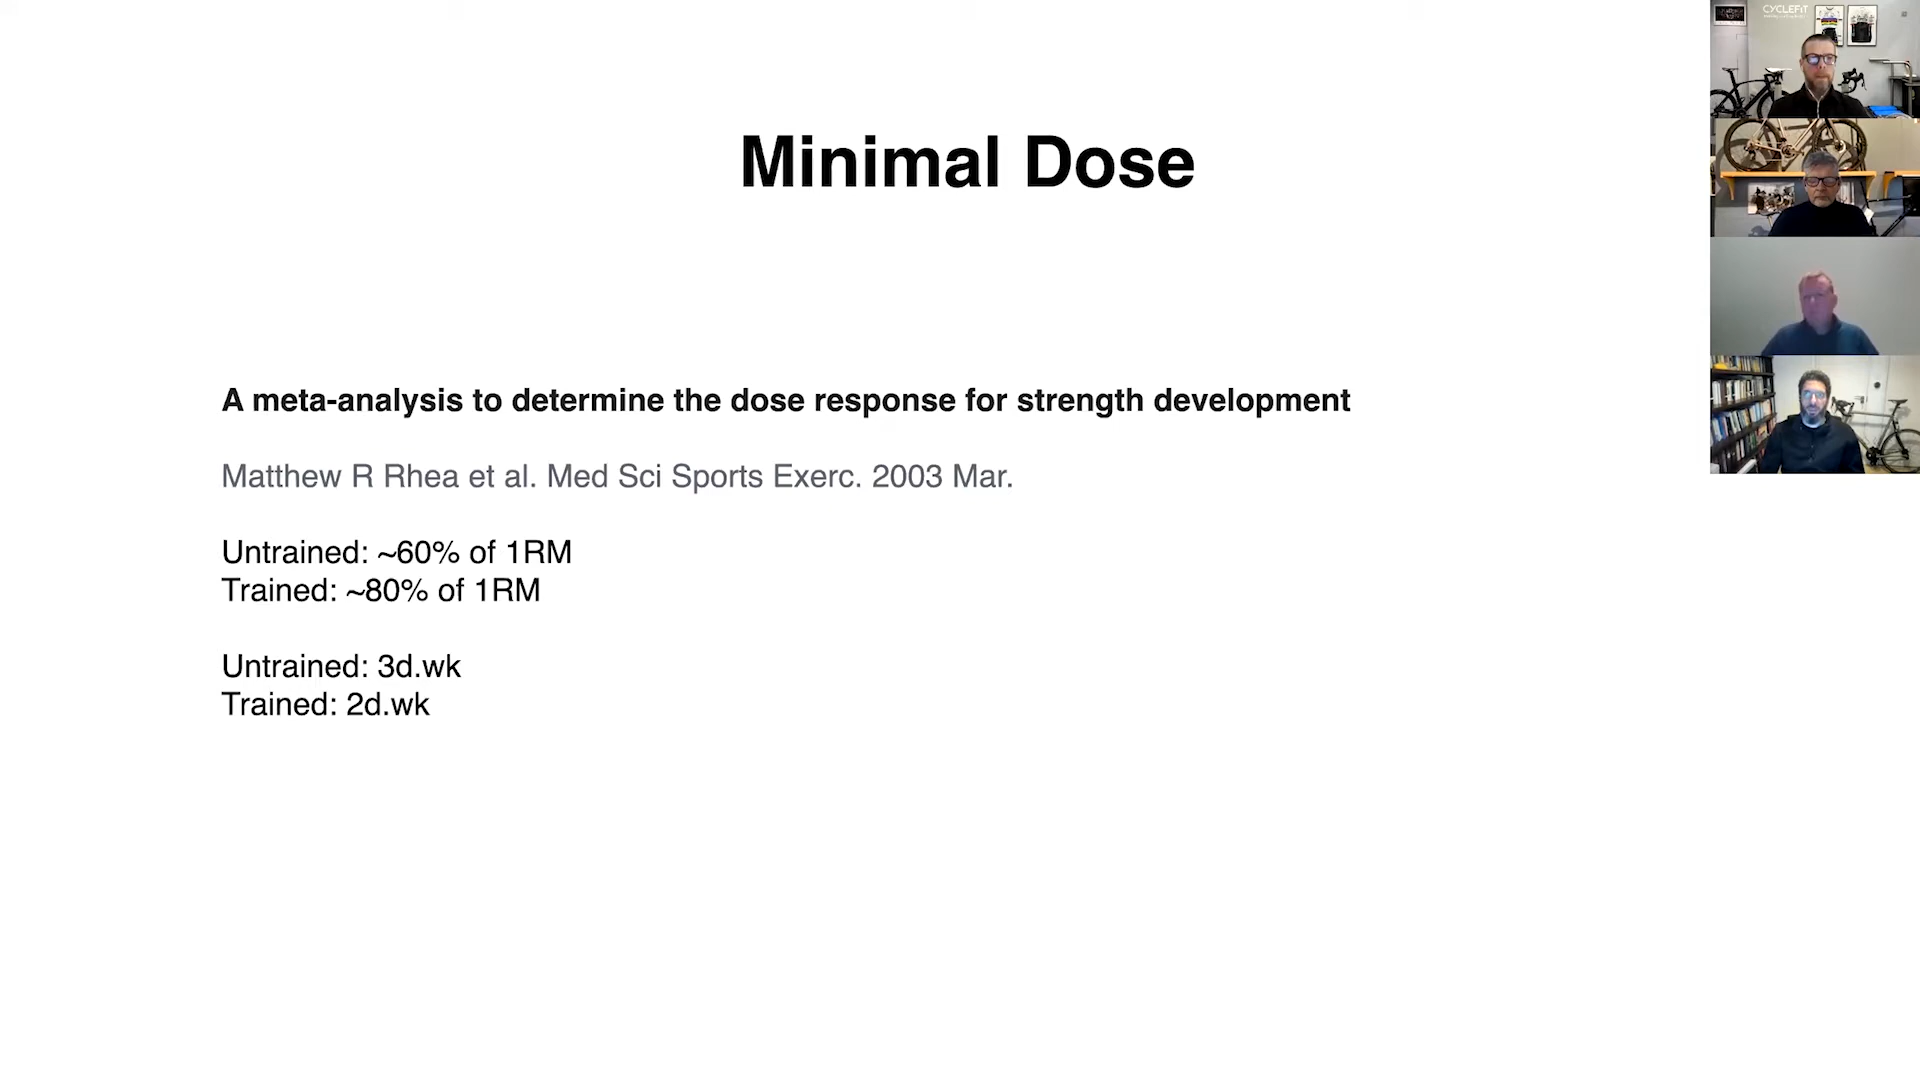 Minimal Dose
A meta-analysis to determine the dose response for strength development
Matthew R Rhea et al. Med Sci Sports Exerc. 2003 Mar.
Untrained: ~60% of 1RM
Trained: ~80% of 1RM
Untrained: 3d.wk
Trained: 2d.wk
CYCLEFIT